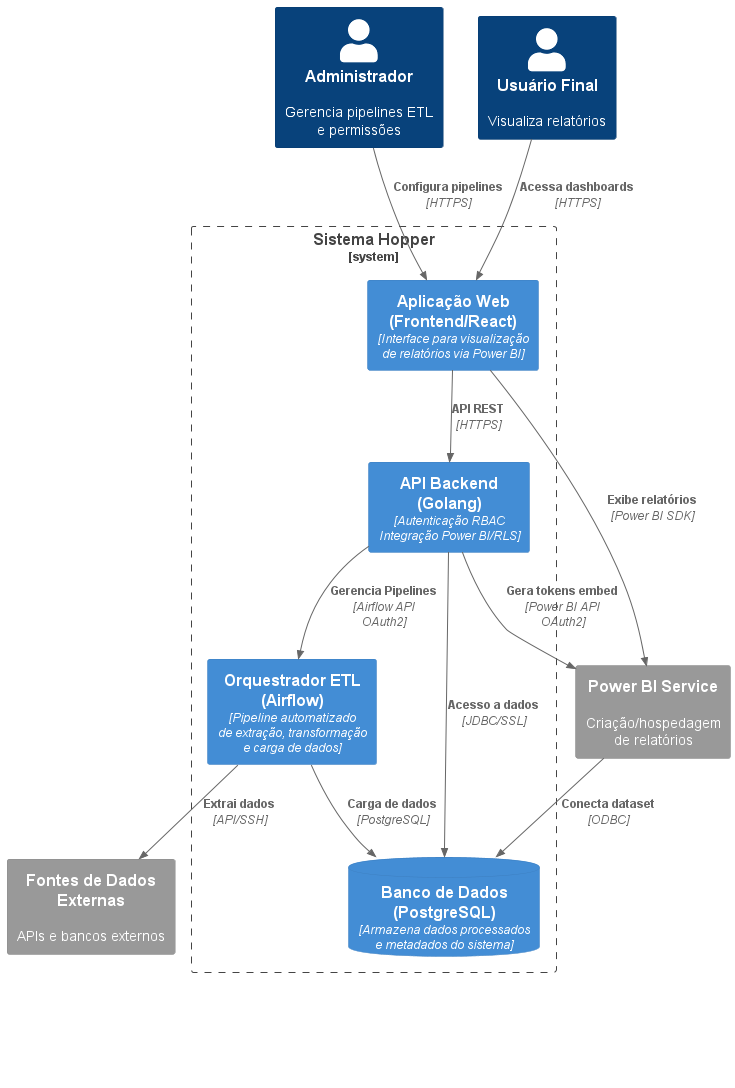 Administrador
Gerencia pipelines ETL
e permissões
Usuário Final
Visualiza relatórios
Configura pipelines
[HTTPS]
Acessa dashboards
[HTTPS]
Sistema Hopper
[system]
Aplicação Web
(Frontend/React)
[Interface para visualização
de relatórios via Power BI]
API REST
[HTTPS]
API Backend
(Golang)
[Autenticação RBAC
Integração Power BI/RLS]
Exibe relatórios
[Power BI SDK]
Gerencia Pipelines
[Airflow API
OAuth2]
Gera tokens embed
[Power BI API
OAuth2]
Orquestrador ETL
(Airflow)
[Pipeline automatizado
de extração, transformação
e carga de dados]
Acesso a dados
[JDBC/SSL]
Power BI Service
Criação/hospedagem
de relatórios
Extrai dados
[API/SSH]
Carga de dados
[PostgreSQL]
Conecta dataset
[ODBC]
Fontes de Dados
Externas
APIs e bancos externos
Banco de Dados
(PostgreSQL)
[Armazena dados processados
e metadados do sistema]